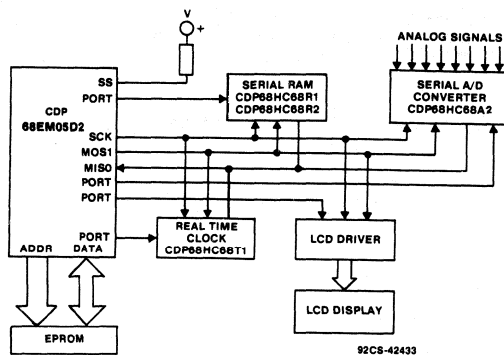 V
+
ANALOG SIGNALS
SS
PORT
CDP
68EM05D2
SCK
MOS1
MISO
PORT
PORT
PORT
ADDR DATA
SERIAL RAM
CDP68HC68R1
CDP68HC68R2
SERIAL A/D
CONVERTER
CDP68HC68A2
REAL TIME
CLOCK
CDP68HC68T1
LCD DRIVER
LCD DISPLAY
EPROM
92CS-42433